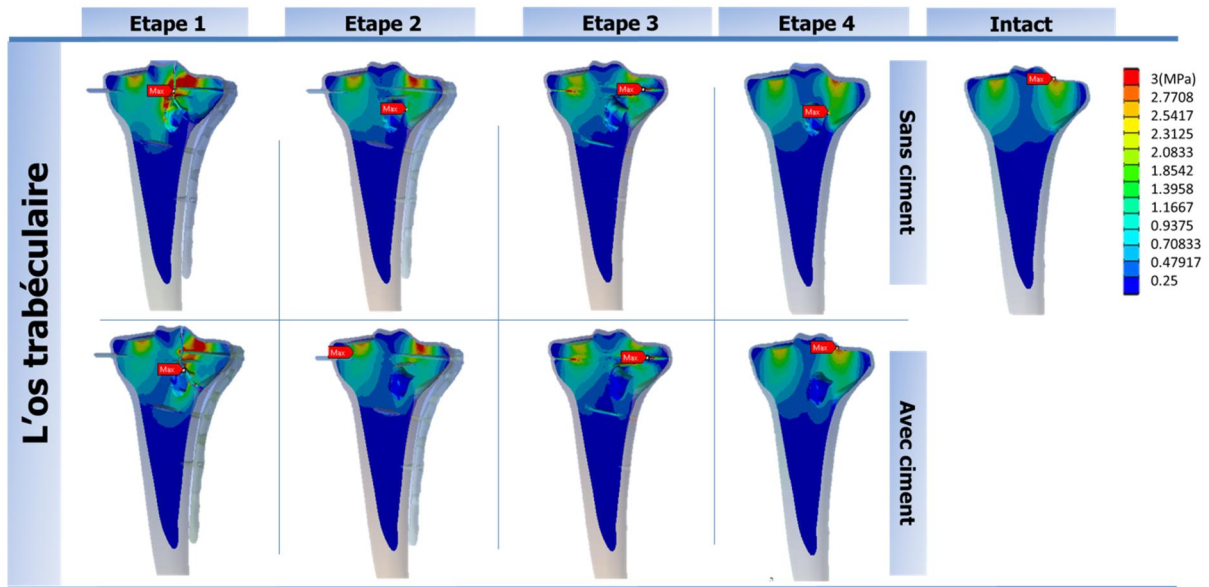 Etape 1
Etape 2
Etape 3
Etape 4
Intact
L'os trabéculaire
Sans ciment
Max
Max
Max
Max
Max
3(MPa)
2.7708
2.5417
2.3125
2.0833
1.8542
1.3958
1.1667
0.9375
0.70833
0.47917
0.25
Avec ciment
Max
Max
Max
Max
,